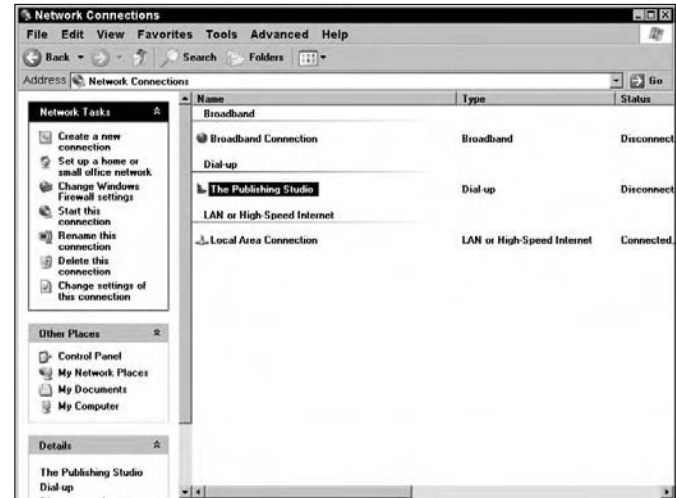 Network Connections
File Edit View Favorites Tools Advanced Help
Back Search Folders
Address Network Connections Go
Network Tasks
Create a new
connection
Set up a home or
small office network
Change Windows
Firewall settings
Start this
connection
Rename this
connection
Delete this
connection
Change settings of
this connection
Other Places
Control Panel
My Network Places
My Documents
My Computer
Details
The Publishing Studio
Dial-up
Name Type Status
Broadband
Broadband Connection Broadband Disconnect
Dial-up
The Publishing Studio Dial-up Disconnect
LAN or High-Speed Internet
Local Area Connection LAN or High-Speed Internet Connected,